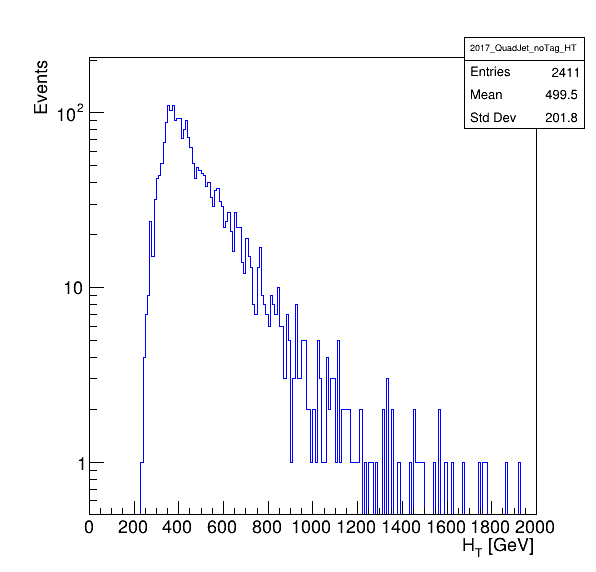 2017_QuadJet_noTag_HT
Entries 2411
Mean 499.5
Std Dev 201.8
Events
10²
10
1
0 200 400 600 800 1000 1200 1400 1600 1800 2000
H_T [GeV]